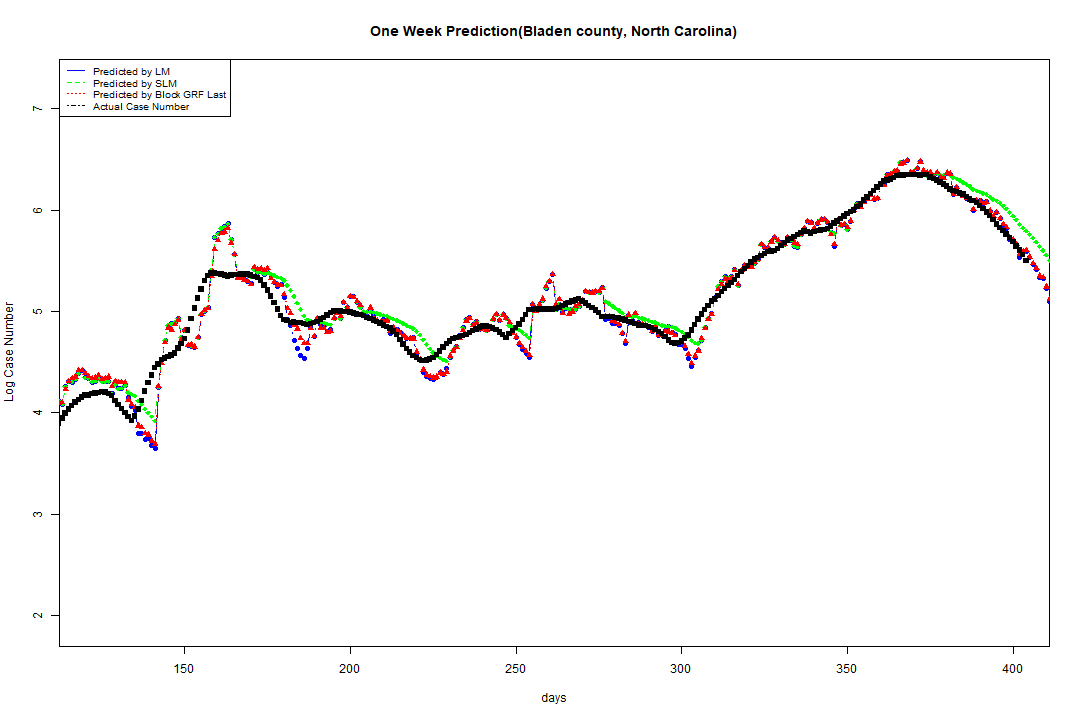 One Week Prediction(Bladen county, North Carolina)
Predicted by LM
Predicted by SLM
Predicted by Block GRF Last
Actual Case Number
Log Case Number
7
6
5
4
3
2
150 200 250 300 350 400
days